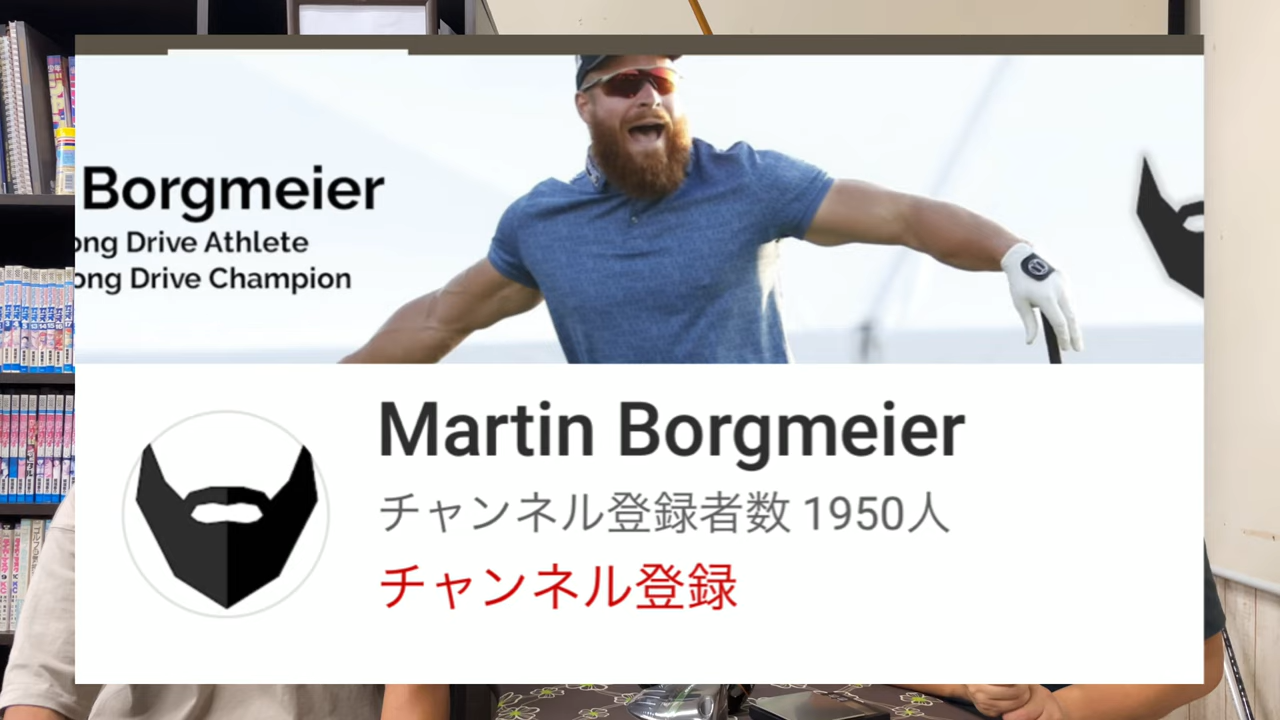 Borgmeier
ong Drive Athlete
ong Drive Champion
Martin Borgmeier
チャンネル登録者数 1950人
チャンネル登録